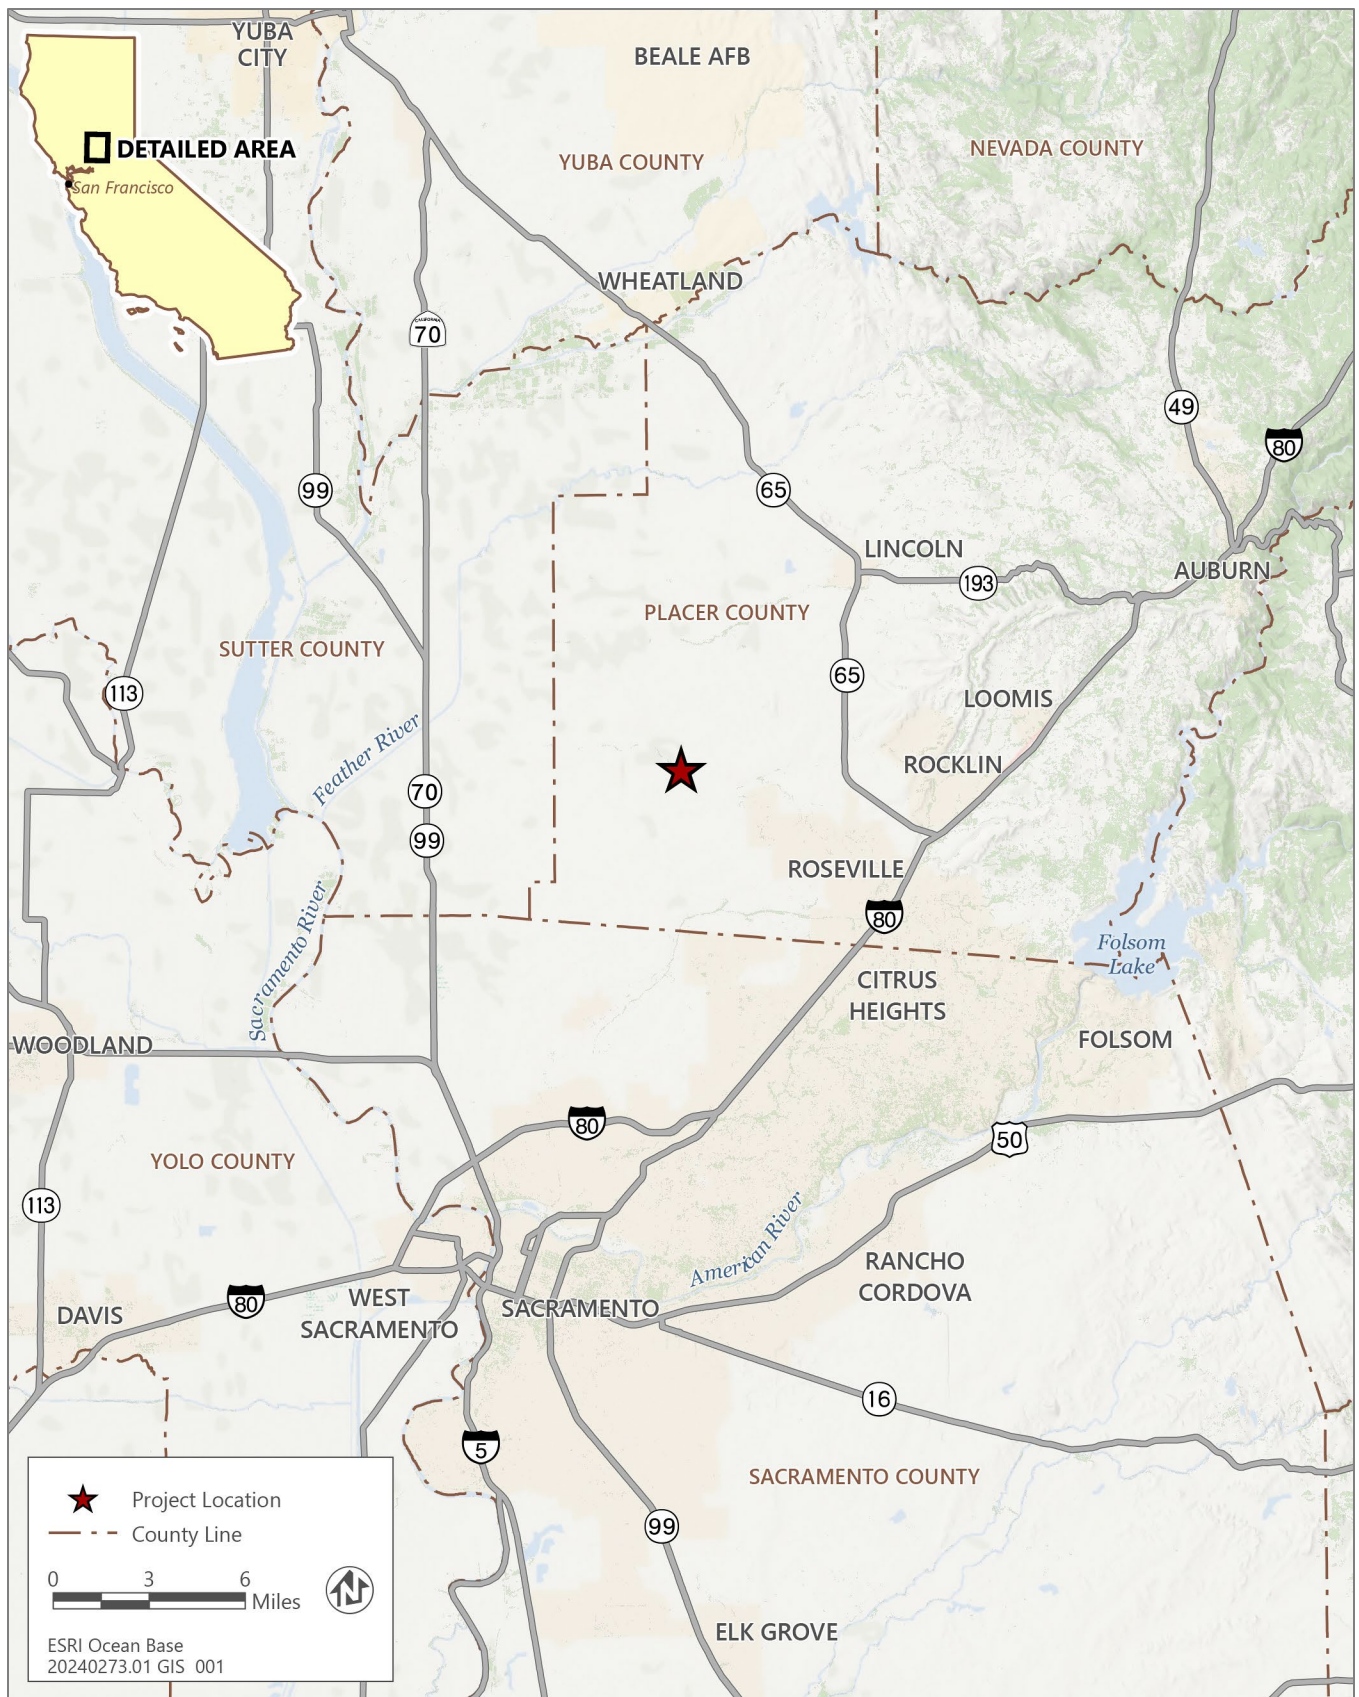 YUBA
CITY
BEALE AFB
DETAILED AREA
San Francisco
YUBA COUNTY
NEVADA COUNTY
WHEATLAND
CALIFORNIA
70
49
80
99
65
LINCOLN
193
AUBURN
PLACER COUNTY
SUTTER COUNTY
65
113
LOOMIS
Feather River
ROCKLIN
70
99
ROSEVILLE
80
Sacramento River
Folsom
Lake
CITRUS
HEIGHTS
WOODLAND
FOLSOM
80
50
YOLO COUNTY
113
American River
RANCHO
CORDOVA
80
WEST
SACRAMENTO
DAVIS
SACRAMENTO
16
5
SACRAMENTO COUNTY
99
ELK GROVE
Project Location
County Line
0 3 6
Miles
N
ESRI Ocean Base
20240273.01 GIS 001